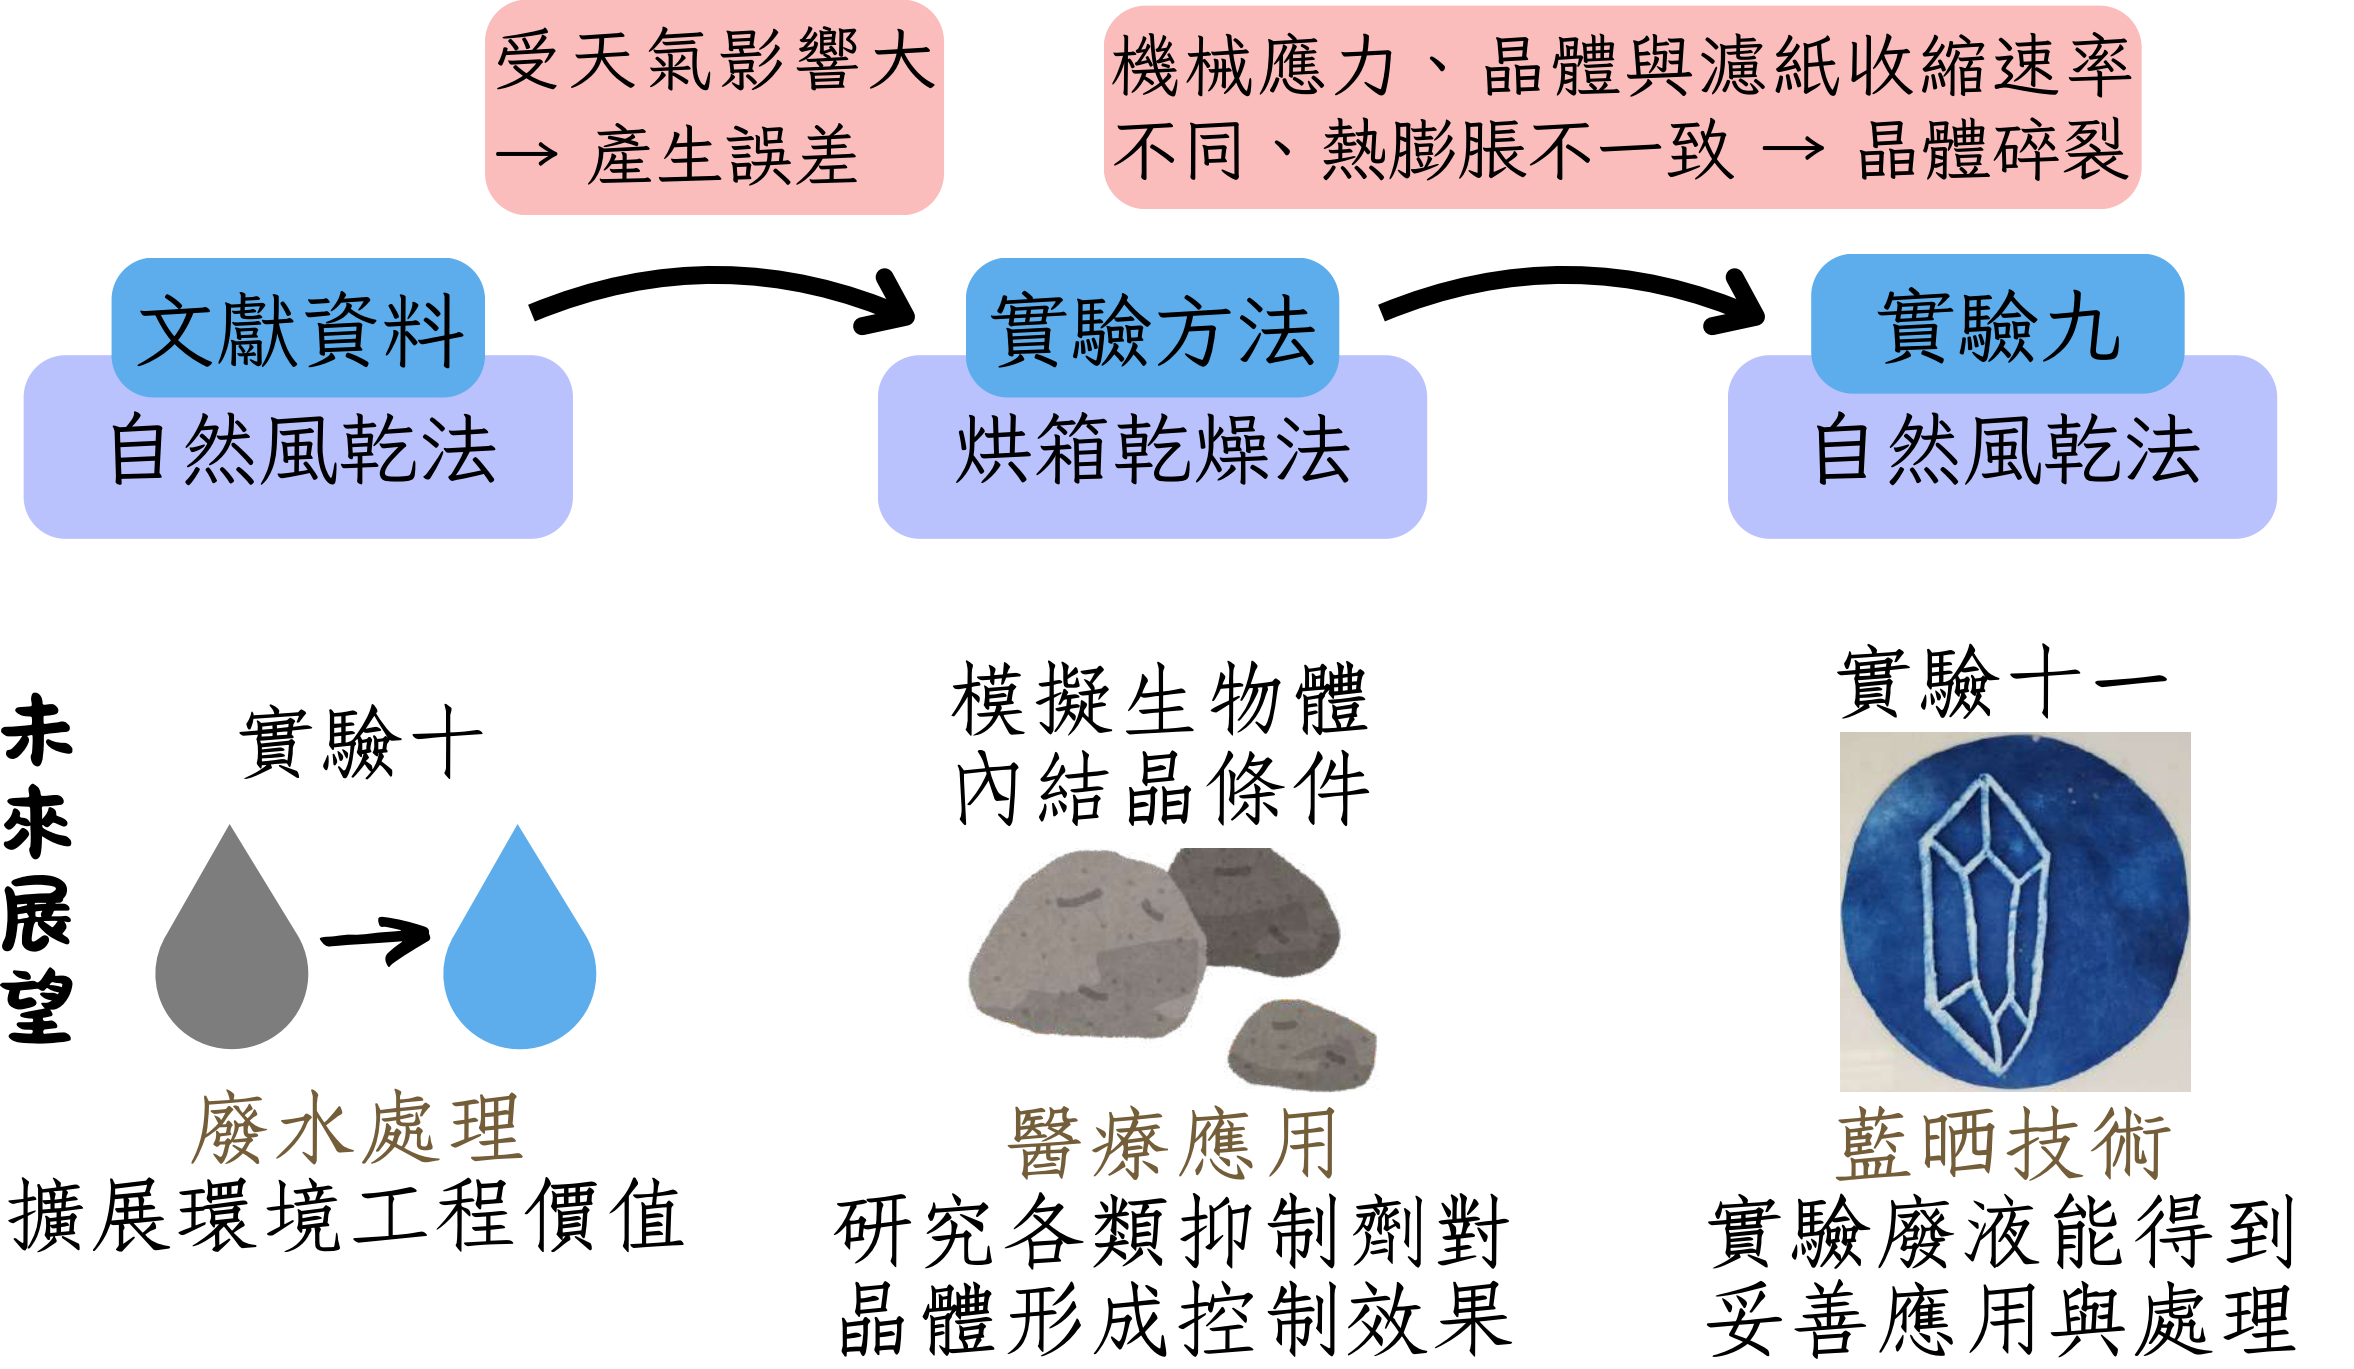 受天氣影響大
→ 產生誤差
機械應力、晶體與濾紙收縮速率
不同、熱膨脹不一致 → 晶體碎裂
文獻資料
自然風乾法
實驗方法
烘箱乾燥法
實驗九
自然風乾法
未來展望
實驗十
廢水處理
擴展環境工程價值
模擬生物體
內結晶條件
醫療應用
研究各類抑制劑對
晶體形成控制效果
實驗十一
藍晒技術
實驗廢液能得到
妥善應用與處理